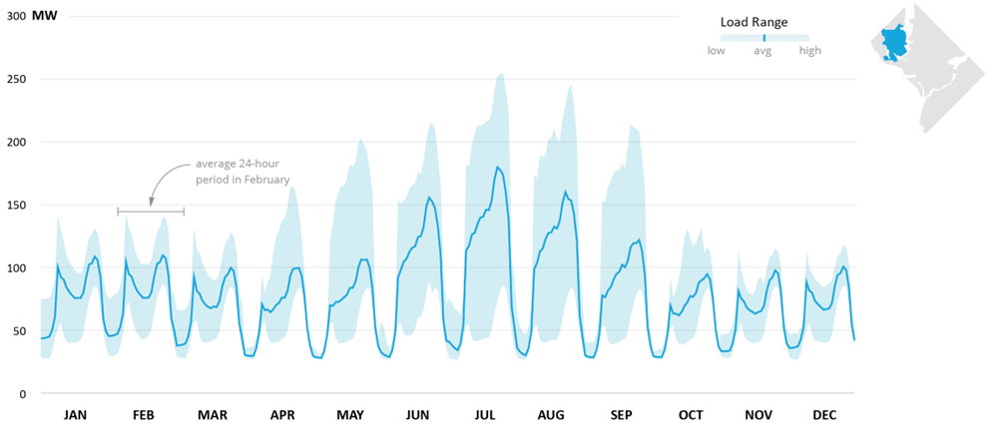 300 MW
Load Range
low avg high
250
200
average 24-hour
period in February
150
100
50
0
JAN FEB MAR APR MAY JUN JUL AUG SEP OCT NOV DEC